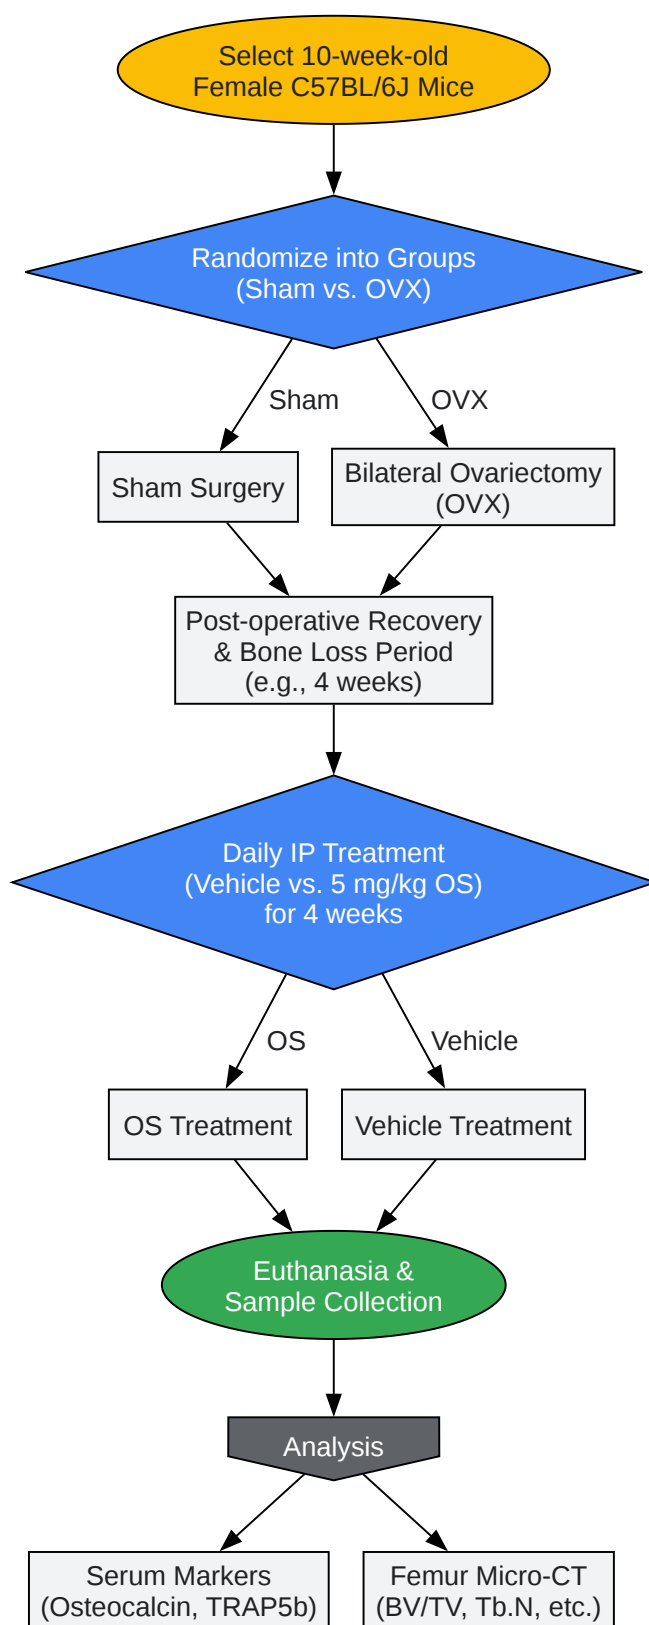 Select 10-week-old
Female C57BL/6J Mice
Randomize into Groups
(Sham vs. OVX)
Sham
OVX
Sham Surgery
Bilateral Ovariectomy
(OVX)
Post-operative Recovery
& Bone Loss Period
(e.g., 4 weeks)
Daily IP Treatment
(Vehicle vs. 5 mg/kg OS)
for 4 weeks
OS
Vehicle
OS Treatment
Vehicle Treatment
Euthanasia &
Sample Collection
Analysis
Serum Markers
(Osteocalcin, TRAP5b)
Femur Micro-CT
(BV/TV, Tb.N, etc.)